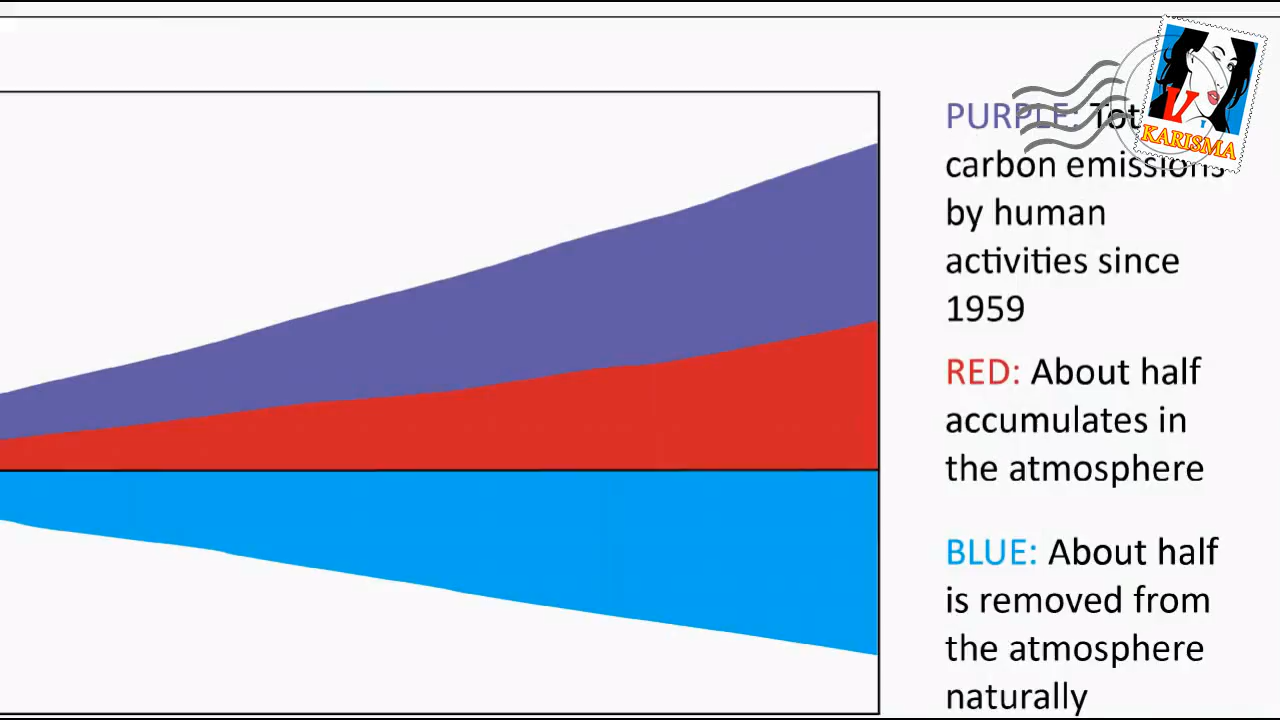 PURPLE:
carbon emissions
by human
activities since
1959
RED: About half
accumulates in
the atmosphere
BLUE: About half
is removed from
the atmosphere
naturally
V
KARISMA